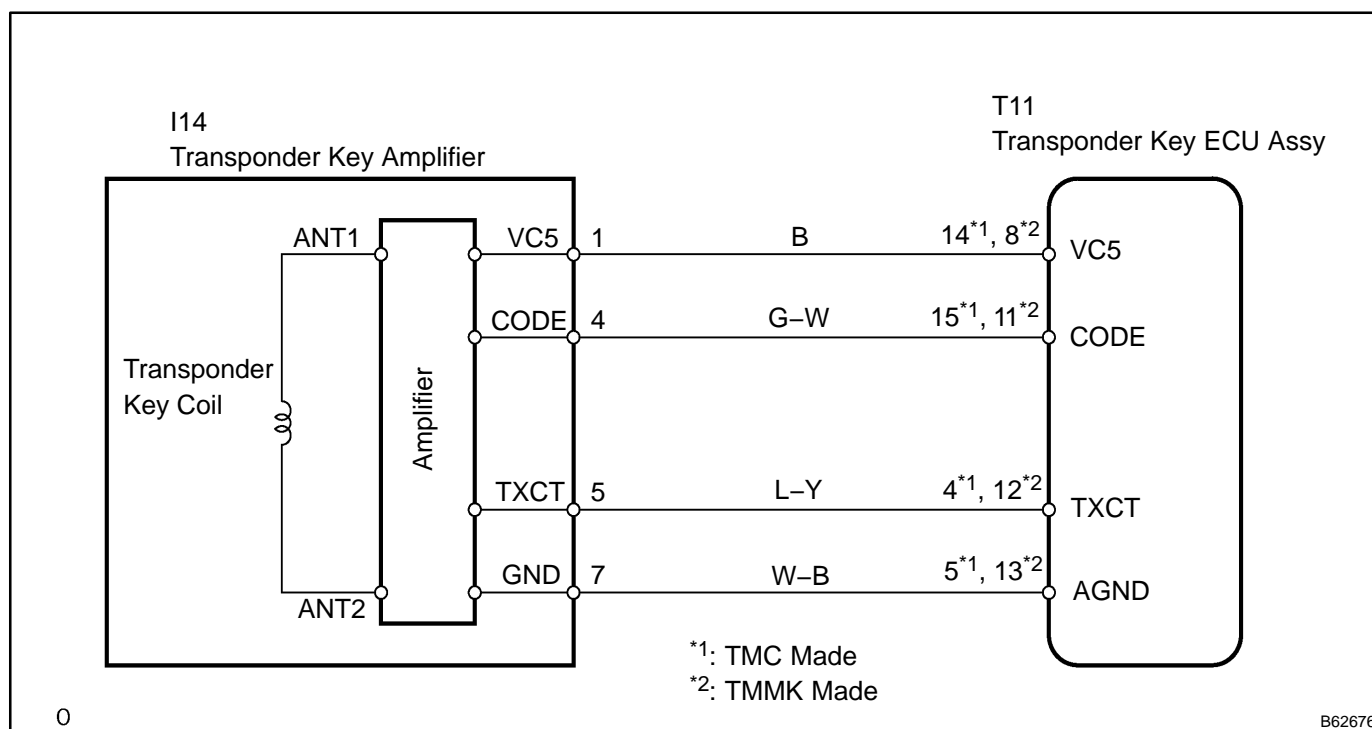 I14
Transponder Key Amplifier
T11
Transponder Key ECU Assy
ANT1
VC5
1
B
14*1, 8*2
VC5
CODE
4
G–W
15*1, 11*2
CODE
Transponder
Key Coil
Amplifier
TXCT
5
L–Y
4*1, 12*2
TXCT
ANT2
GND
7
W–B
5*1, 13*2
AGND
*1: TMC Made
*2: TMMK Made
0
B62676